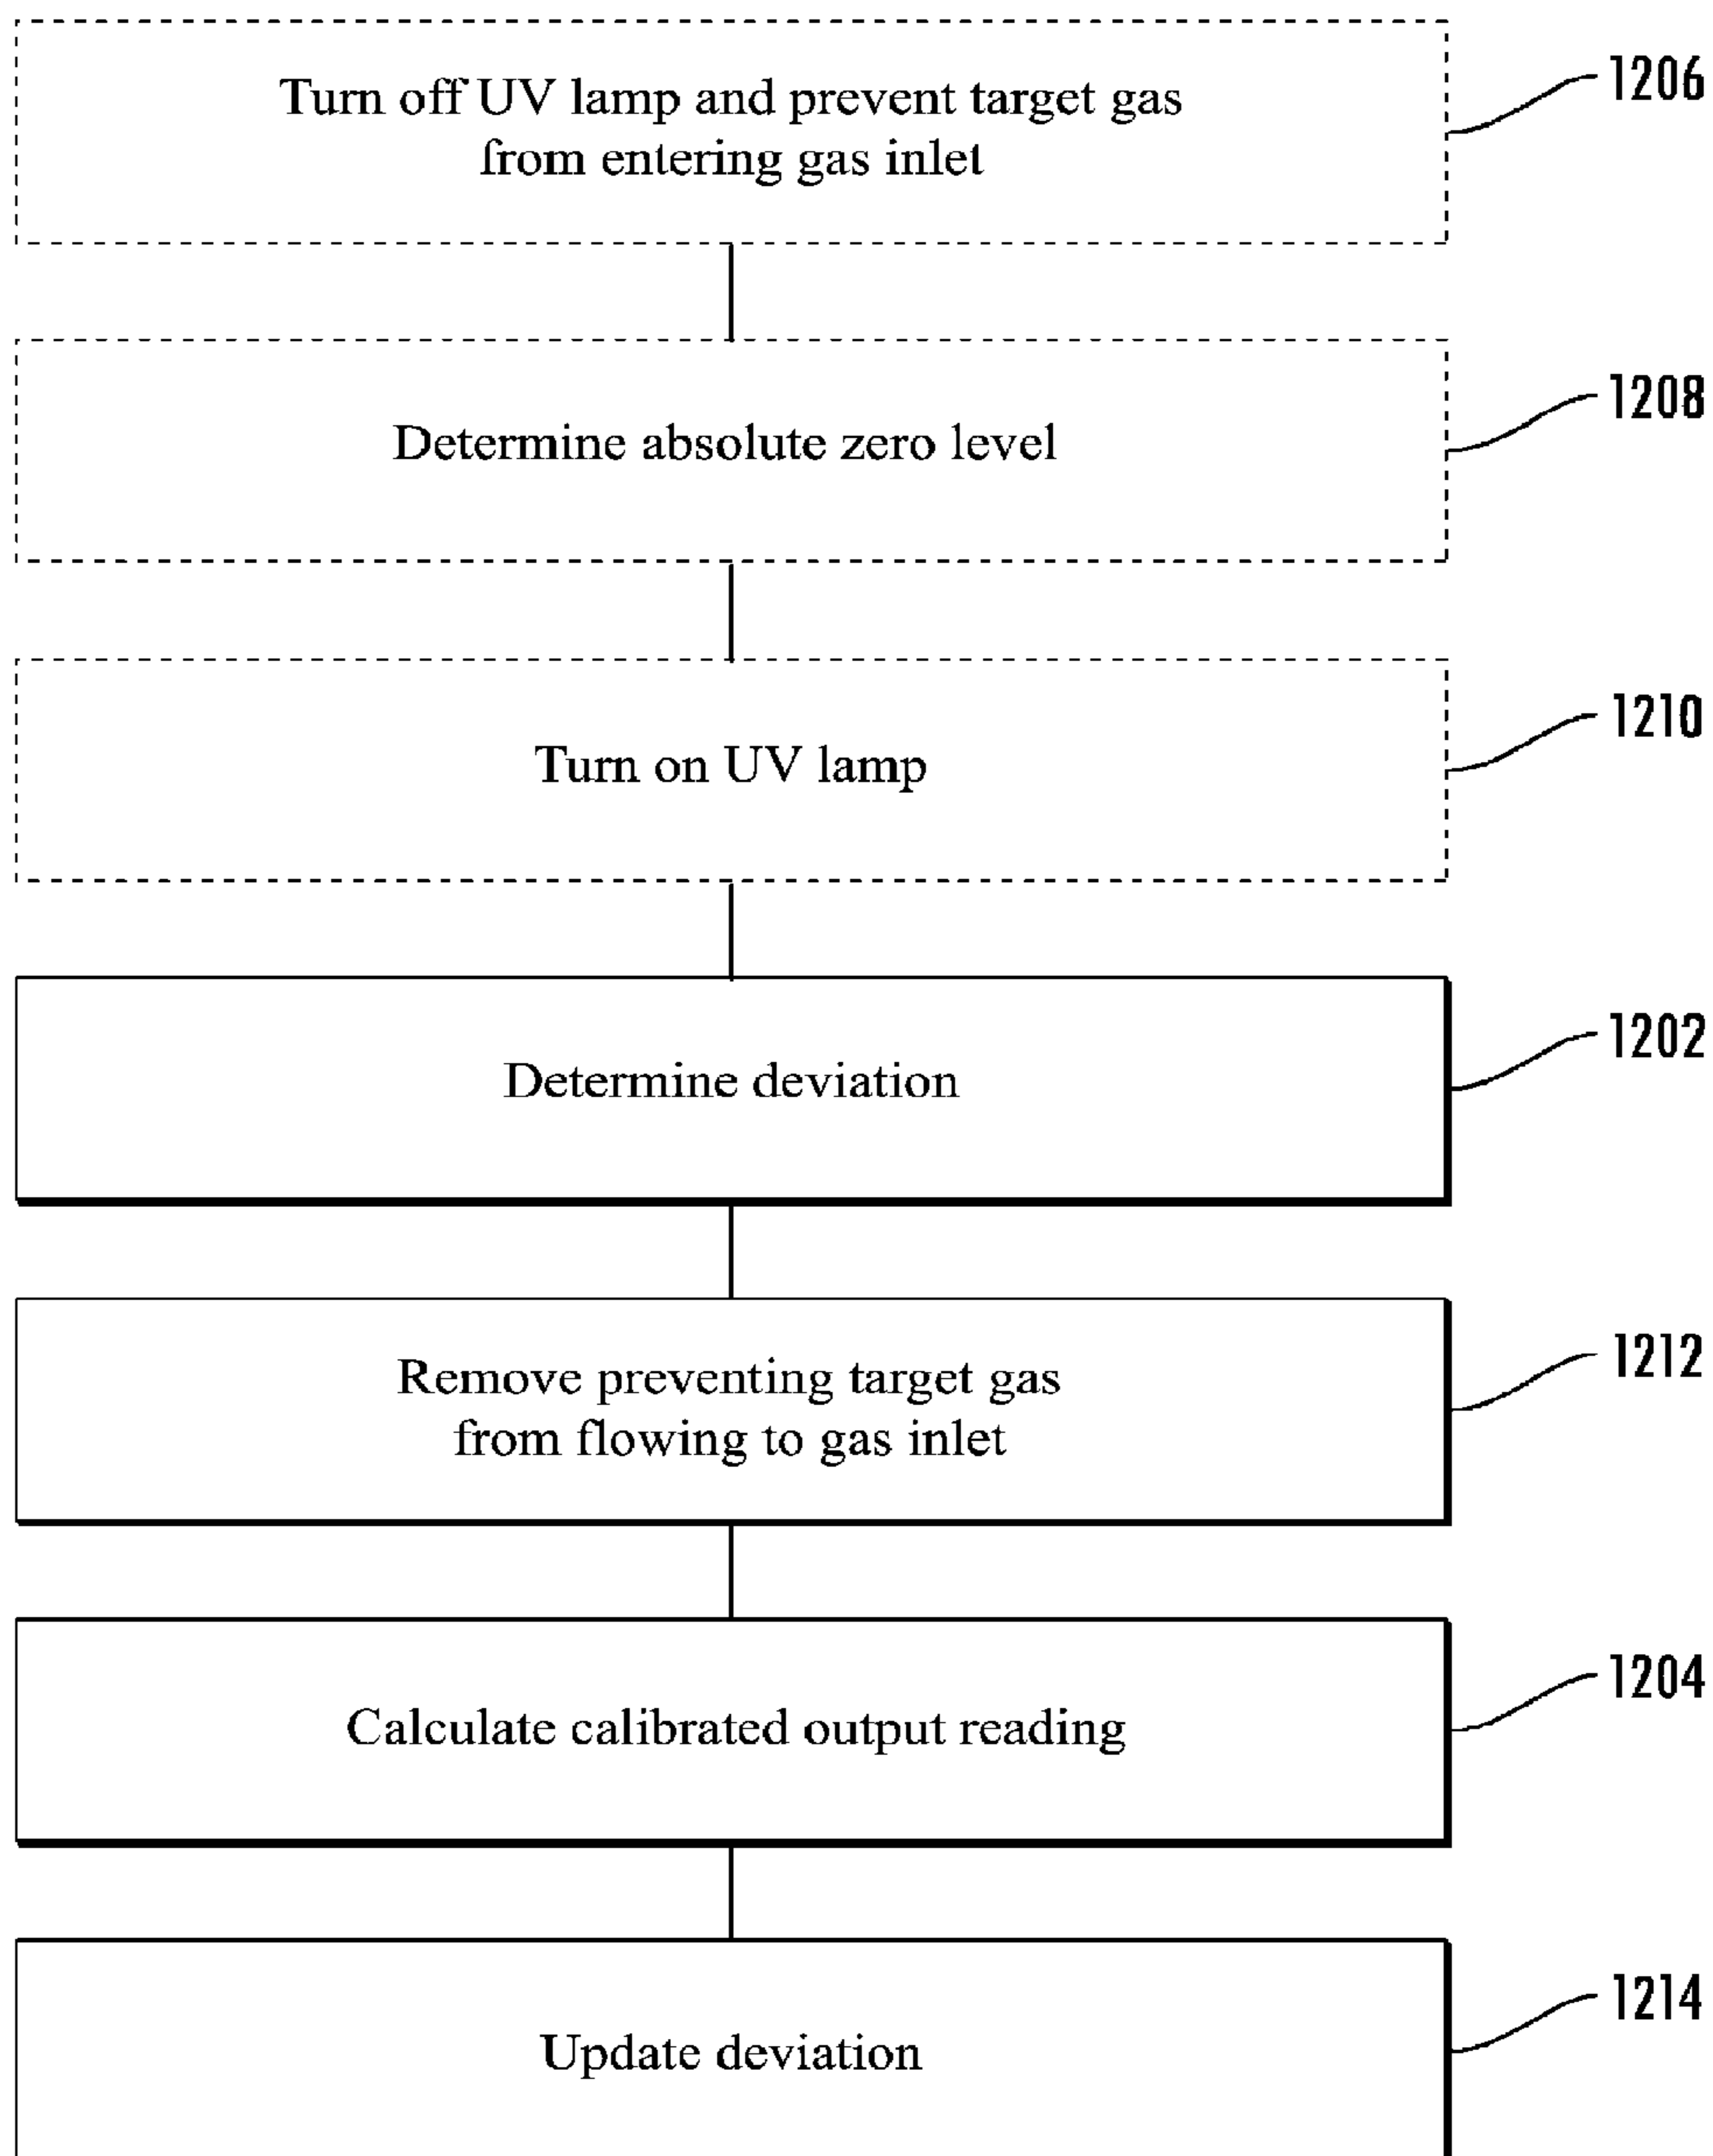 Turn off UV lamp and prevent target gas
from entering gas inlet
1206
Determine absolute zero level
1208
Turn on UV lamp
1210
Determine deviation
1202
Remove preventing target gas
from flowing to gas inlet
1212
Calculate calibrated output reading
1204
Update deviation
1214